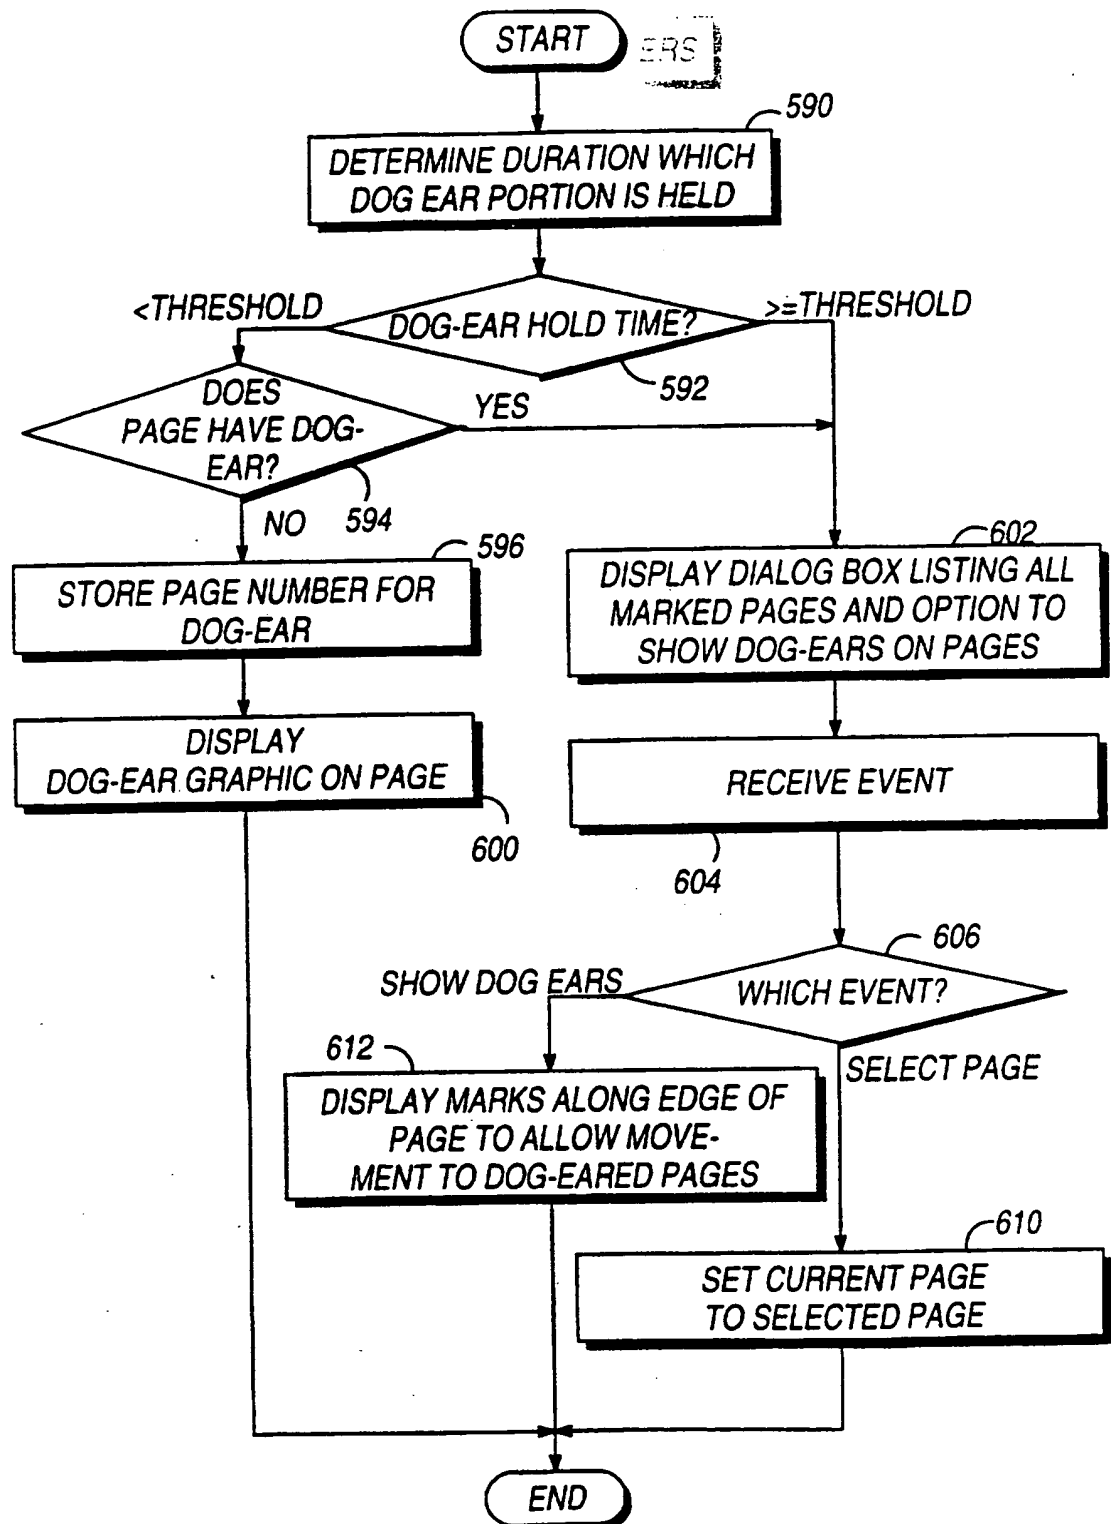 START
ERS
590
DETERMINE DURATION WHICH
DOG EAR PORTION IS HELD
<THRESHOLD
DOG-EAR HOLD TIME?
>=THRESHOLD
592
DOES
PAGE HAVE DOG-
EAR?
YES
594
NO
596
STORE PAGE NUMBER FOR
DOG-EAR
602
DISPLAY DIALOG BOX LISTING ALL
MARKED PAGES AND OPTION TO
SHOW DOG-EARS ON PAGES
DISPLAY
DOG-EAR GRAPHIC ON PAGE
600
RECEIVE EVENT
604
606
SHOW DOG EARS
WHICH EVENT?
612
SELECT PAGE
DISPLAY MARKS ALONG EDGE OF
PAGE TO ALLOW MOVE-
MENT TO DOG-EARED PAGES
610
SET CURRENT PAGE
TO SELECTED PAGE
END